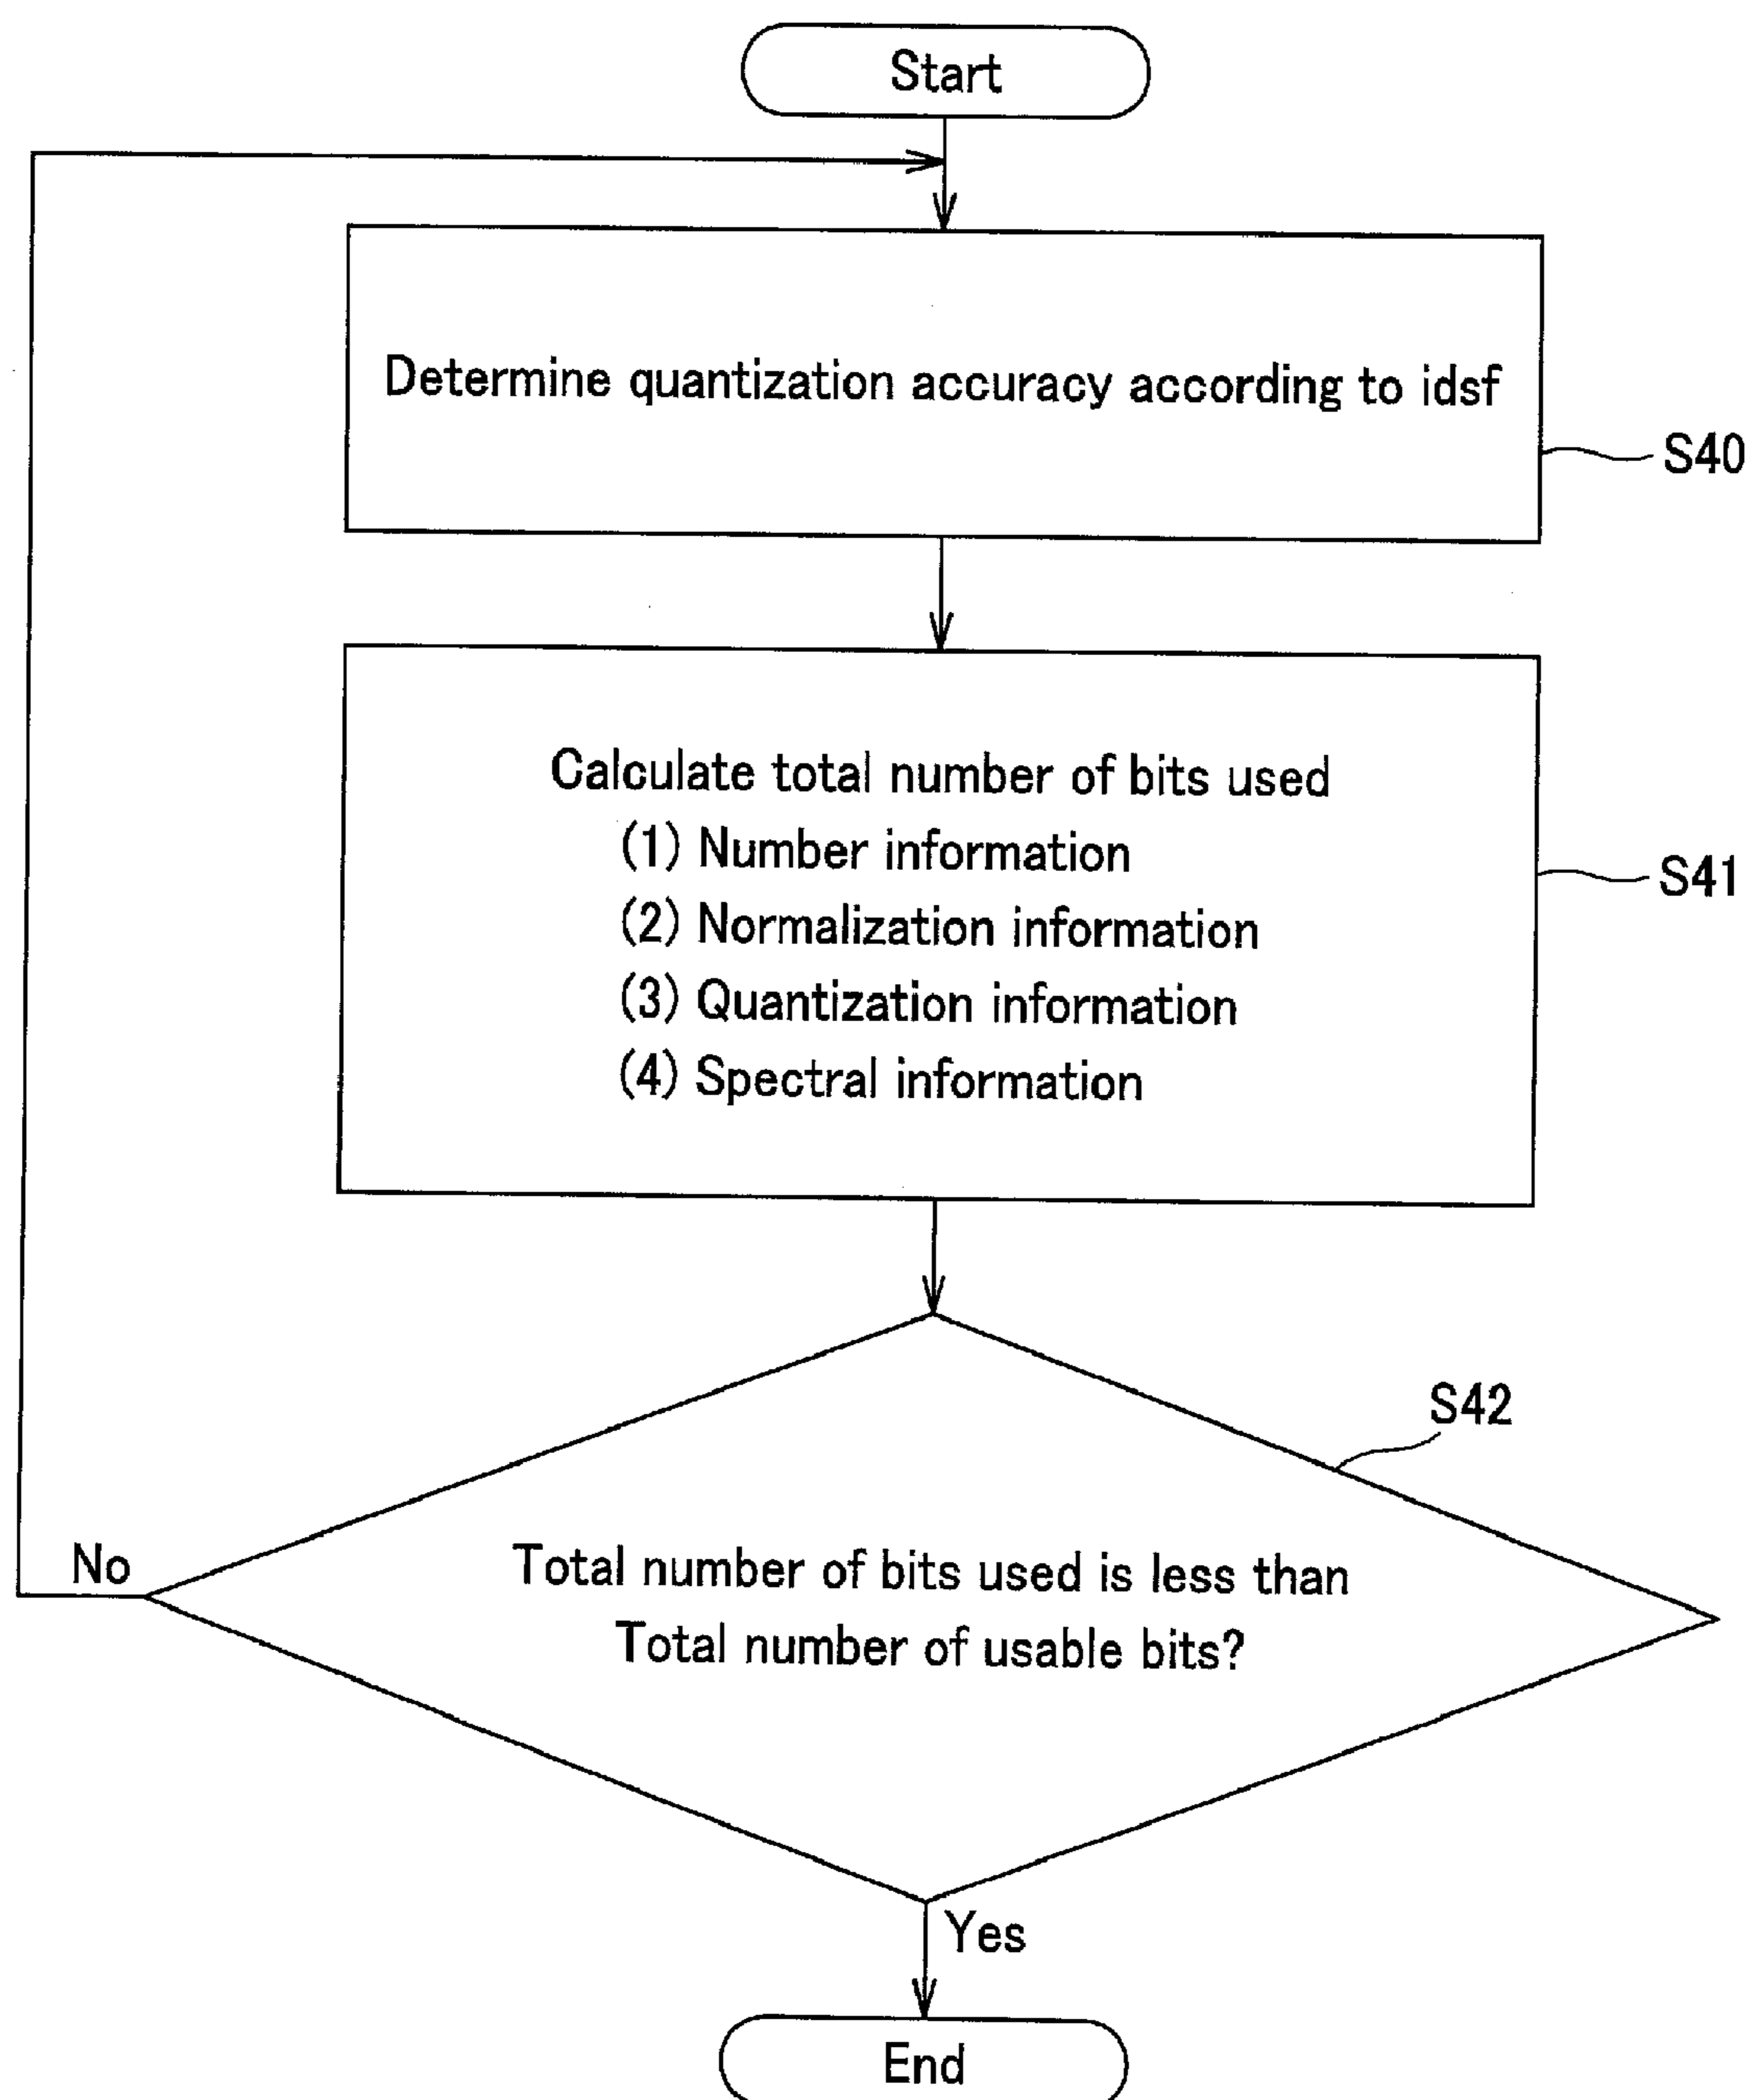 Start
Determine quantization accuracy according to idsf
S40
Calculate total number of bits used
(1) Number information
(2) Normalization information
(3) Quantization information
(4) Spectral information
S41
S42
Total number of bits used is less than
Total number of usable bits?
No
Yes
End